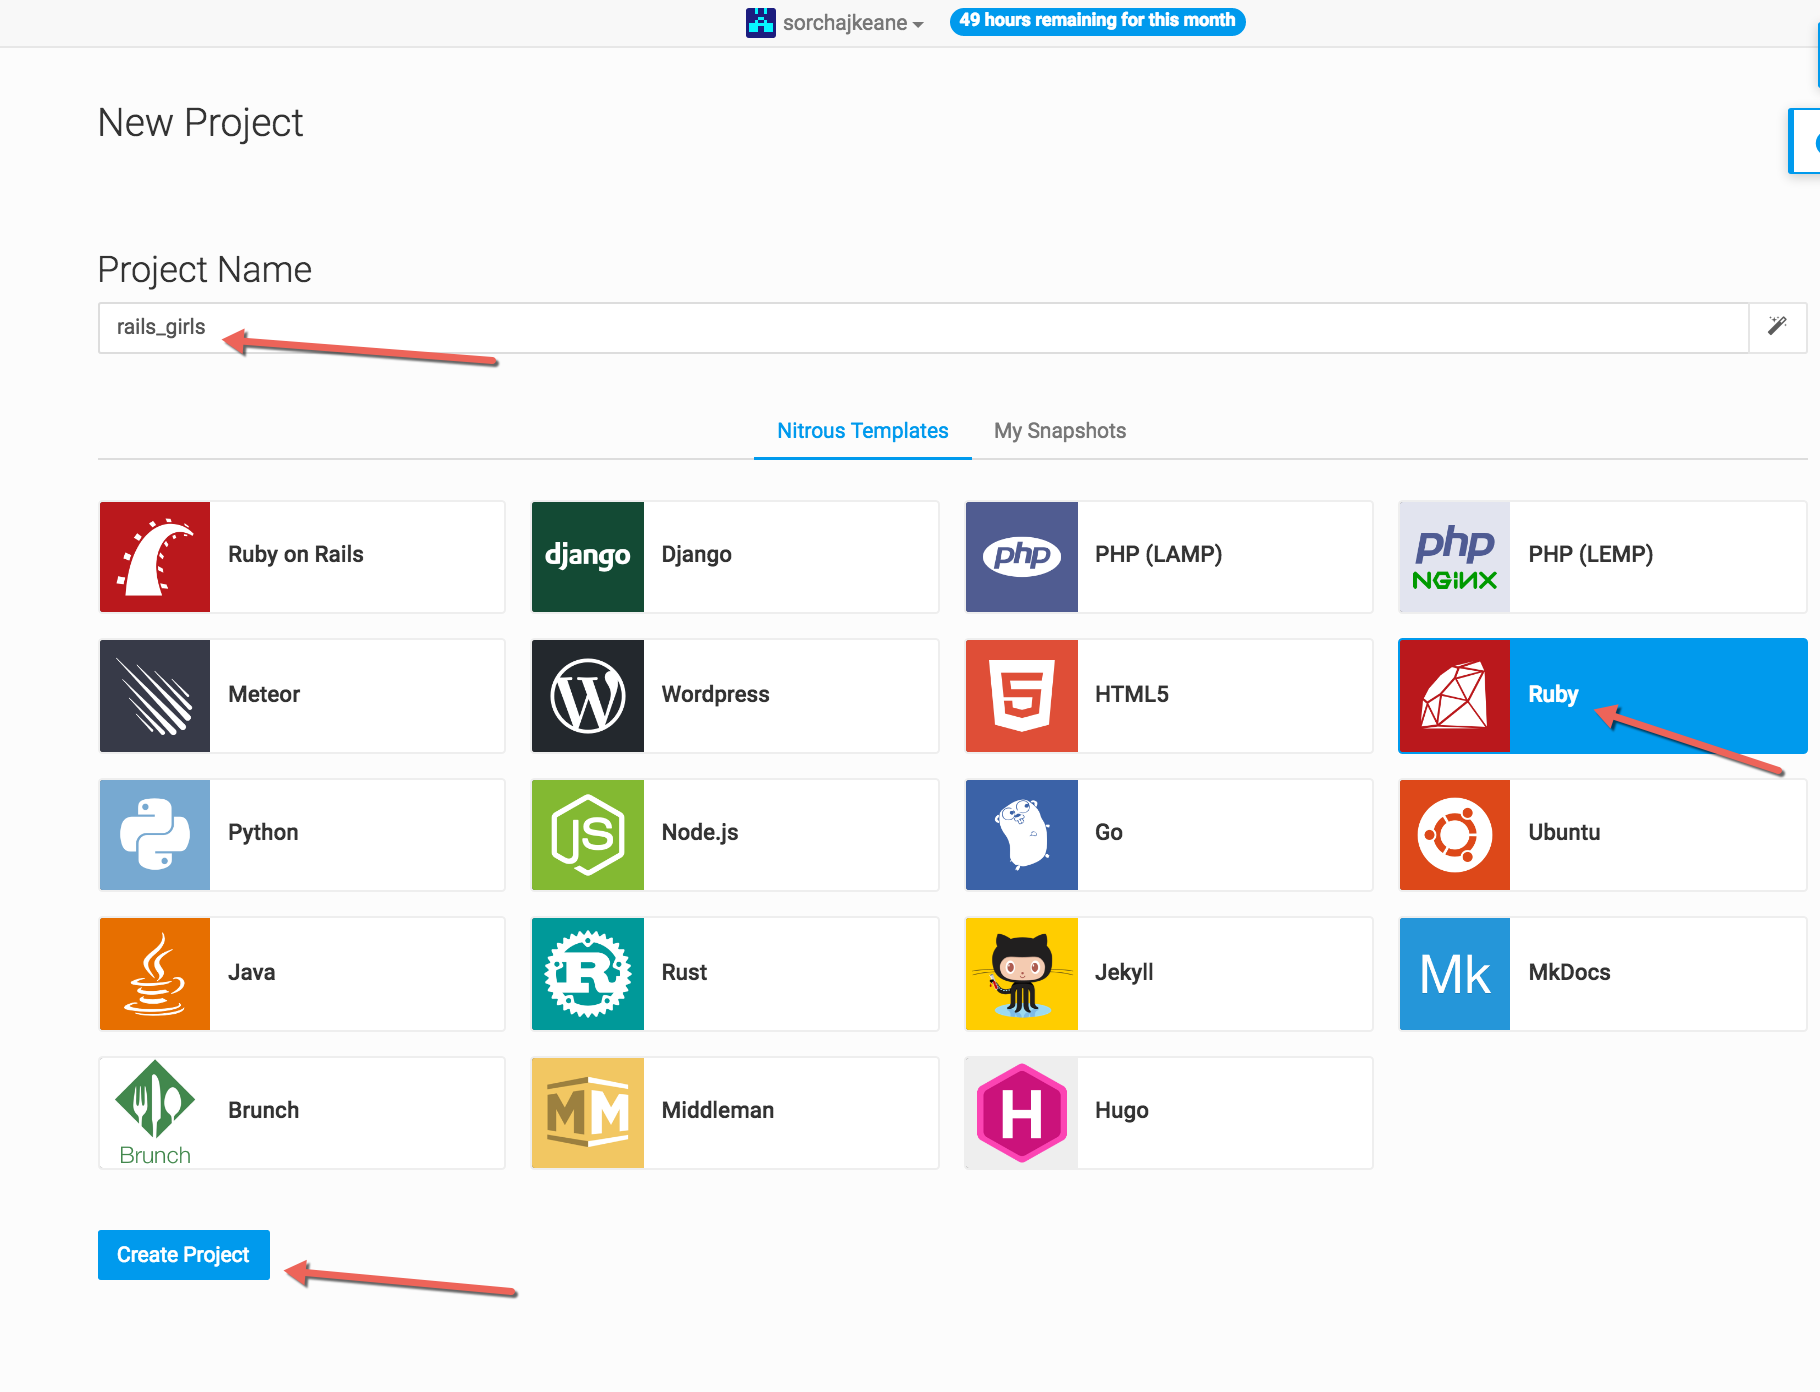 sorchajkeane
49 hours remaining for this month
New Project
Project Name
rails_girls
Nitrous Templates My Snapshots
Ruby on Rails
django Django
php PHP (LAMP)
php NGiNX PHP (LEMP)
Meteor
W Wordpress
5 HTML5
Ruby
Python
JS Node.js
Go
Ubuntu
Java
R Rust
Jekyll
Mk MkDocs
Brunch Brunch
MM Middleman
H Hugo
Create Project